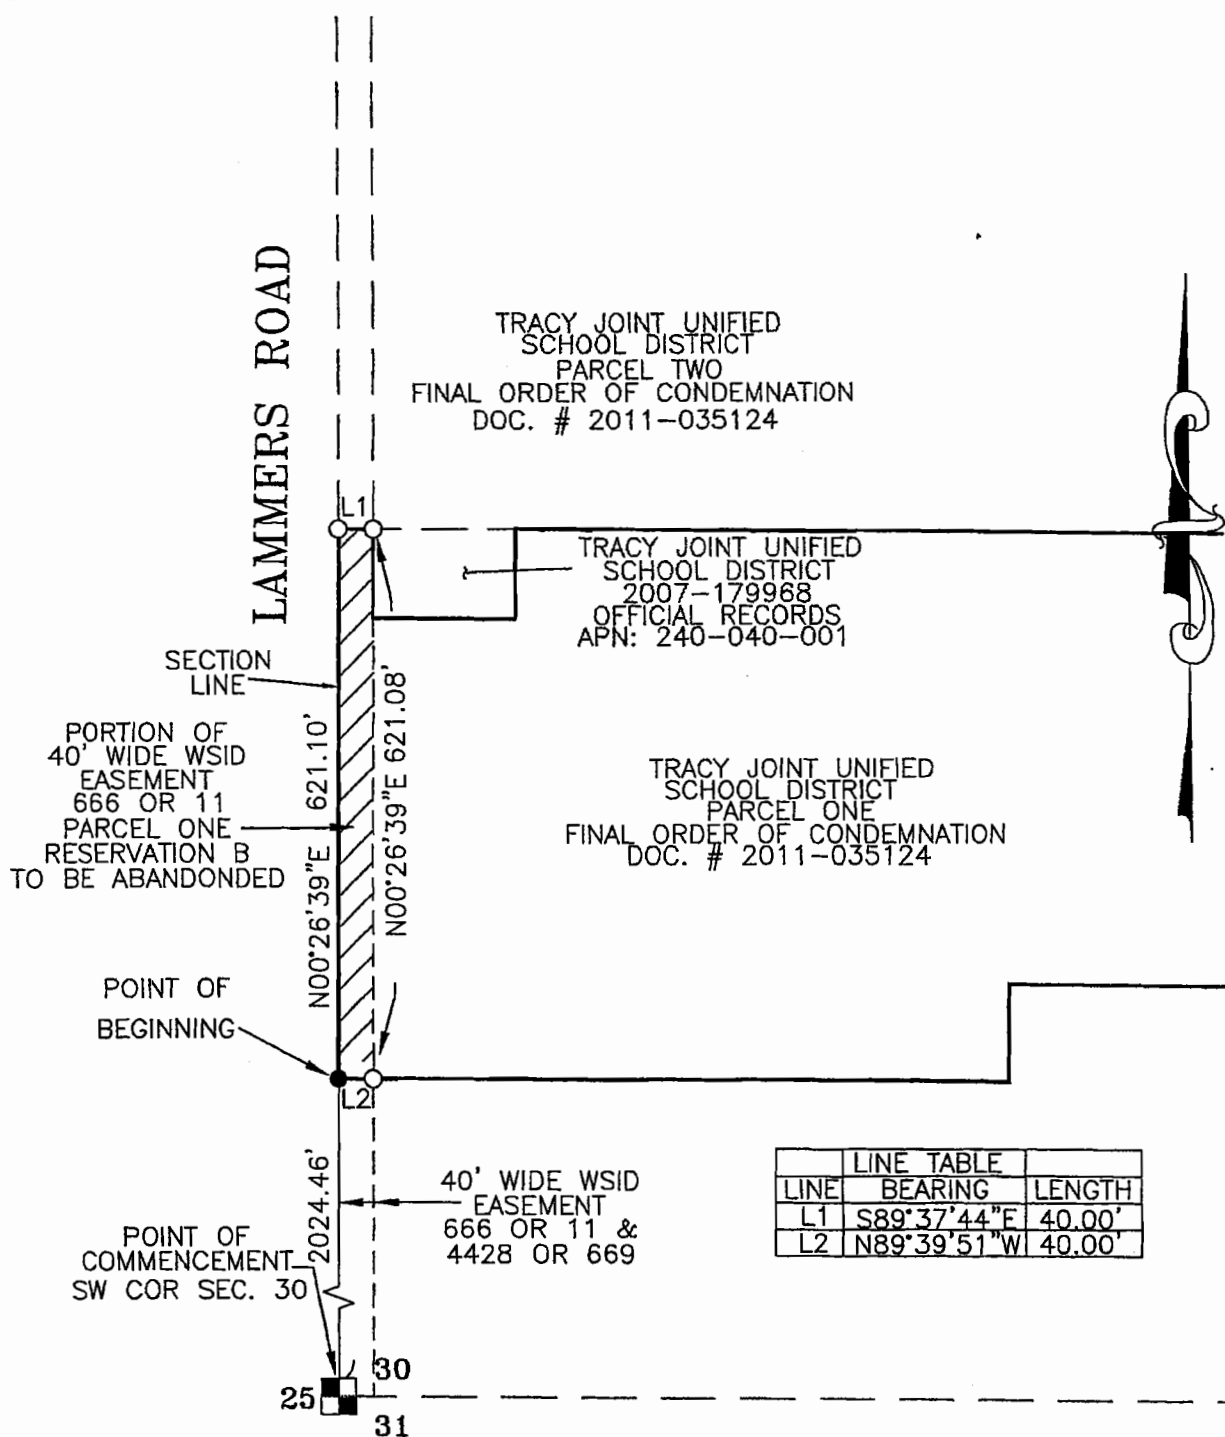 LAMMERS ROAD
TRACY JOINT UNIFIED
SCHOOL DISTRICT
PARCEL TWO
FINAL ORDER OF CONDEMNATION
DOC. # 2011-035124
L1
TRACY JOINT UNIFIED
SCHOOL DISTRICT
2007-179968
OFFICIAL RECORDS
APN: 240-040-001
SECTION
LINE
PORTION OF
40' WIDE WSID
EASEMENT
666 OR 11
PARCEL ONE
RESERVATION B
TO BE ABANDONDED
N00°26'39"E 621.10'
N00°26'39"E 621.08'
TRACY JOINT UNIFIED
SCHOOL DISTRICT
PARCEL ONE
FINAL ORDER OF CONDEMNATION
DOC. # 2011-035124
POINT OF
BEGINNING
L2
2024.46'
40' WIDE WSID
EASEMENT
666 OR 11 &
4428 OR 669
POINT OF
COMMENCEMENT
SW COR SEC. 30
LINE TABLE
LINE BEARING LENGTH
L1 S89°37'44"E 40.00'
L2 N89°39'51"W 40.00'
30
25
31